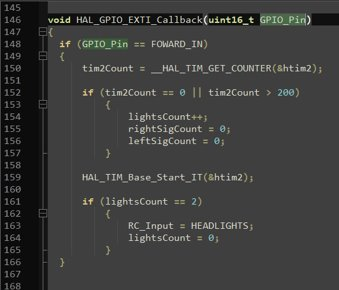 145
146 void HAL_GPIO_EXTI_Callback(uint16_t GPIO_Pin)
147 {
148 if (GPIO_Pin == FOWARD_IN)
149 {
150 tim2Count = __HAL_TIM_GET_COUNTER(&htim2);
151
152 if (tim2Count == 0 || tim2Count > 200)
153 {
154 lightsCount++;
155 rightSigCount = 0;
156 leftSigCount = 0;
157 }
158
159 HAL_TIM_Base_Start_IT(&htim2);
160
161 if (lightsCount == 2)
162 {
163 RC_Input = HEADLIGHTS;
164 lightsCount = 0;
165 }
166 }
167
168